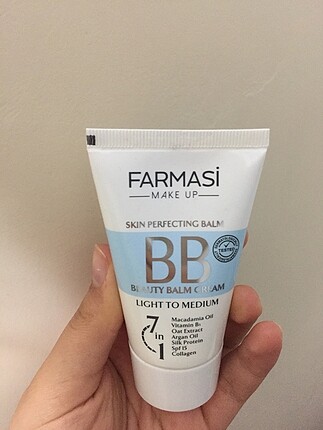 FARMASİ
MAKE UP
SKIN PERFECTING BALM
BB
TESTED
BEAUTY BALM CREAM
LIGHT TO MEDIUM
7 in 1
Macadamia Oil
Vitamin B5
Oat Extract
Argan Oil
Silk Protein
Spf 15
Collagen